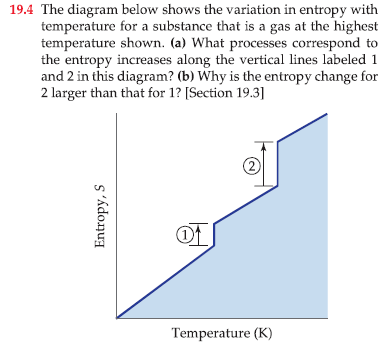 19.4 The diagram below shows the variation in entropy with
temperature for a substance that is a gas at the highest
temperature shown. (a) What processes correspond to
the entropy increases along the vertical lines labeled 1
and 2 in this diagram? (b) Why is the entropy change for
2 larger than that for 1? [Section 19.3]
2
1
Entropy, S
Temperature (K)